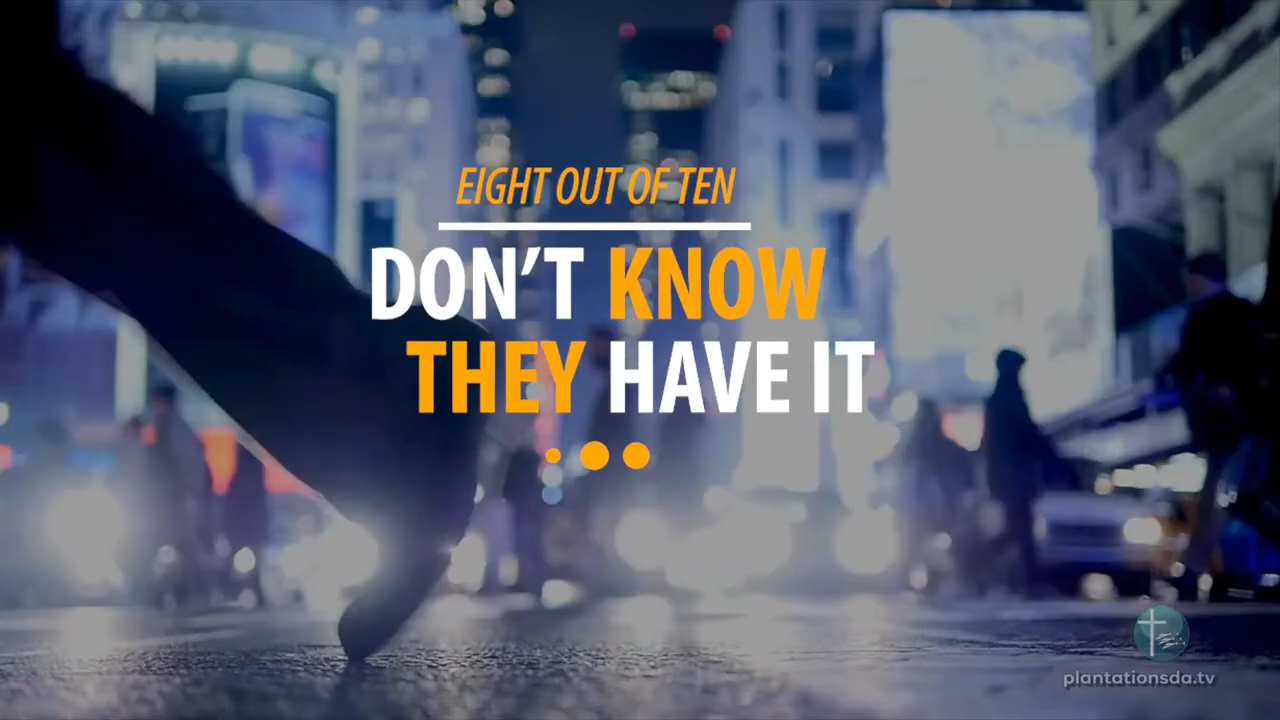 EIGHT OUT OF TEN
DON'T KNOW
THEY HAVE IT
plantationsda.tv